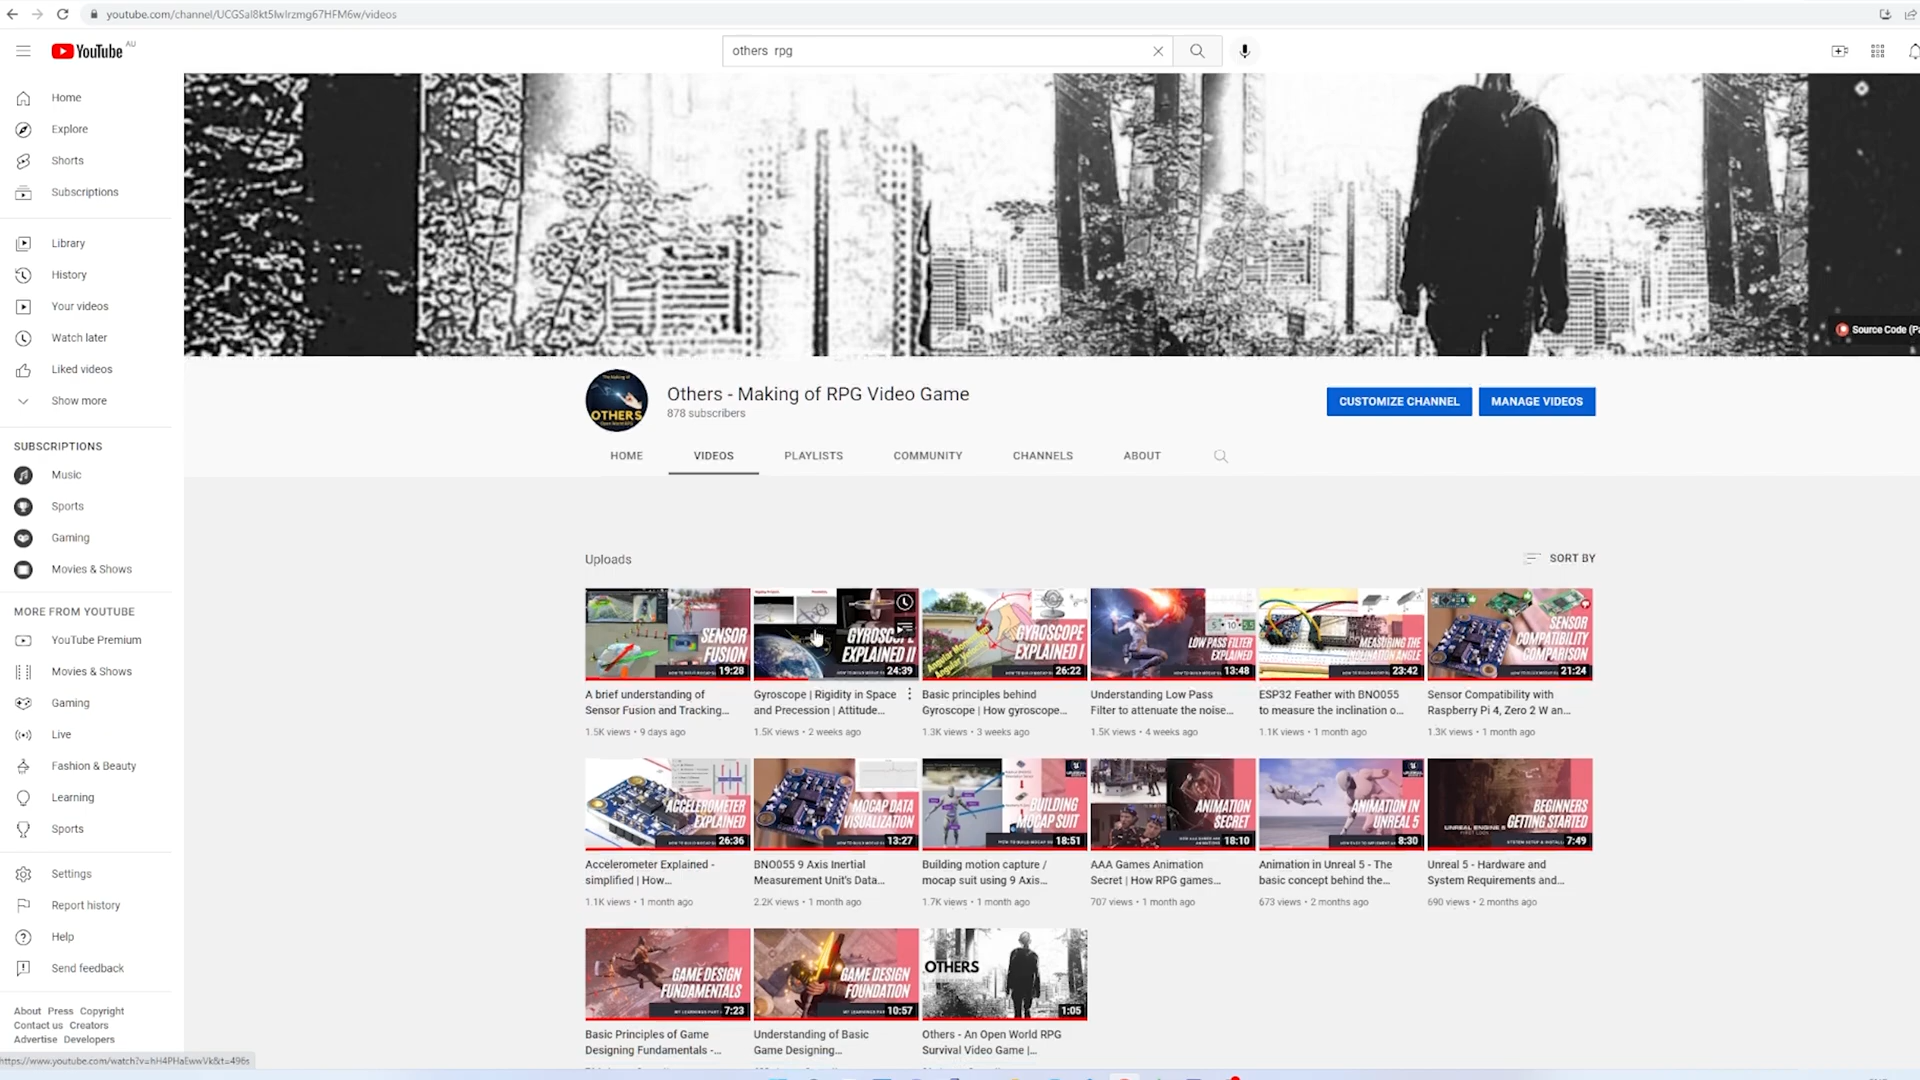 youtube.com/channel/UCGSaI8kt5lwIrzmg67HFM6w/videos
YouTube AU
others rpg
Home
Explore
Shorts
Subscriptions
Library
History
Your videos
Watch later
Liked videos
Show more
SUBSCRIPTIONS
Music
Sports
Gaming
Movies & Shows
MORE FROM YOUTUBE
YouTube Premium
Movies & Shows
Gaming
Live
Fashion & Beauty
Learning
Sports
Settings
Report history
Help
Send feedback
About Press Copyright
Contact us Creators
Advertise Developers
https://www.youtube.com/watch?v=hH4PHaEwwVk&t=496s
Source Code (Pa
OTHERS
Others - Making of RPG Video Game
878 subscribers
CUSTOMIZE CHANNEL
MANAGE VIDEOS
HOME
VIDEOS
PLAYLISTS
COMMUNITY
CHANNELS
ABOUT
Uploads
SORT BY
SENSOR
FUSION
19:28
A brief understanding of
Sensor Fusion and Tracking...
1.5K views • 9 days ago
EXPLAINED II
24:39
Gyroscope | Rigidity in Space
and Precession | Attitude...
1.5K views • 2 weeks ago
GYROSCOPE
EXPLAINED I
26:22
Basic principles behind
Gyroscope | How gyroscope...
1.3K views • 3 weeks ago
LOW PASS FILTER
EXPLAINED
13:48
Understanding Low Pass
Filter to attenuate the noise...
1.5K views • 4 weeks ago
MEASURING THE
INCLINATION ANGLE
23:42
ESP32 Feather with BNO055
to measure the inclination o...
1.1K views • 1 month ago
SENSOR
COMPATIBILITY
COMPARISON
21:24
Sensor Compatibility with
Raspberry Pi 4, Zero 2 W an...
1.3K views • 1 month ago
ACCELEROMETER
EXPLAINED
26:36
Accelerometer Explained -
simplified | How...
1.1K views • 1 month ago
MOCAP DATA
VISUALIZATION
13:27
BNO055 9 Axis Inertial
Measurement Unit's Data...
2.2K views • 1 month ago
BUILDING
MOCAP SUIT
18:51
Building motion capture /
mocap suit using 9 Axis...
1.7K views • 1 month ago
ANIMATION
SECRET
18:10
AAA Games Animation
Secret | How RPG games...
707 views • 1 month ago
ANIMATION IN
UNREAL 5
8:30
Animation in Unreal 5 - The
basic concept behind the...
673 views • 2 months ago
BEGINNERS
GETTING STARTED
7:49
Unreal 5 - Hardware and
System Requirements and...
690 views • 2 months ago
GAME DESIGN
FUNDAMENTALS
7:23
Basic Principles of Game
Designing Fundamentals -...
GAME DESIGN
FOUNDATION
10:57
Understanding of Basic
Game Designing...
OTHERS
1:05
Others - An Open World RPG
Survival Video Game |...